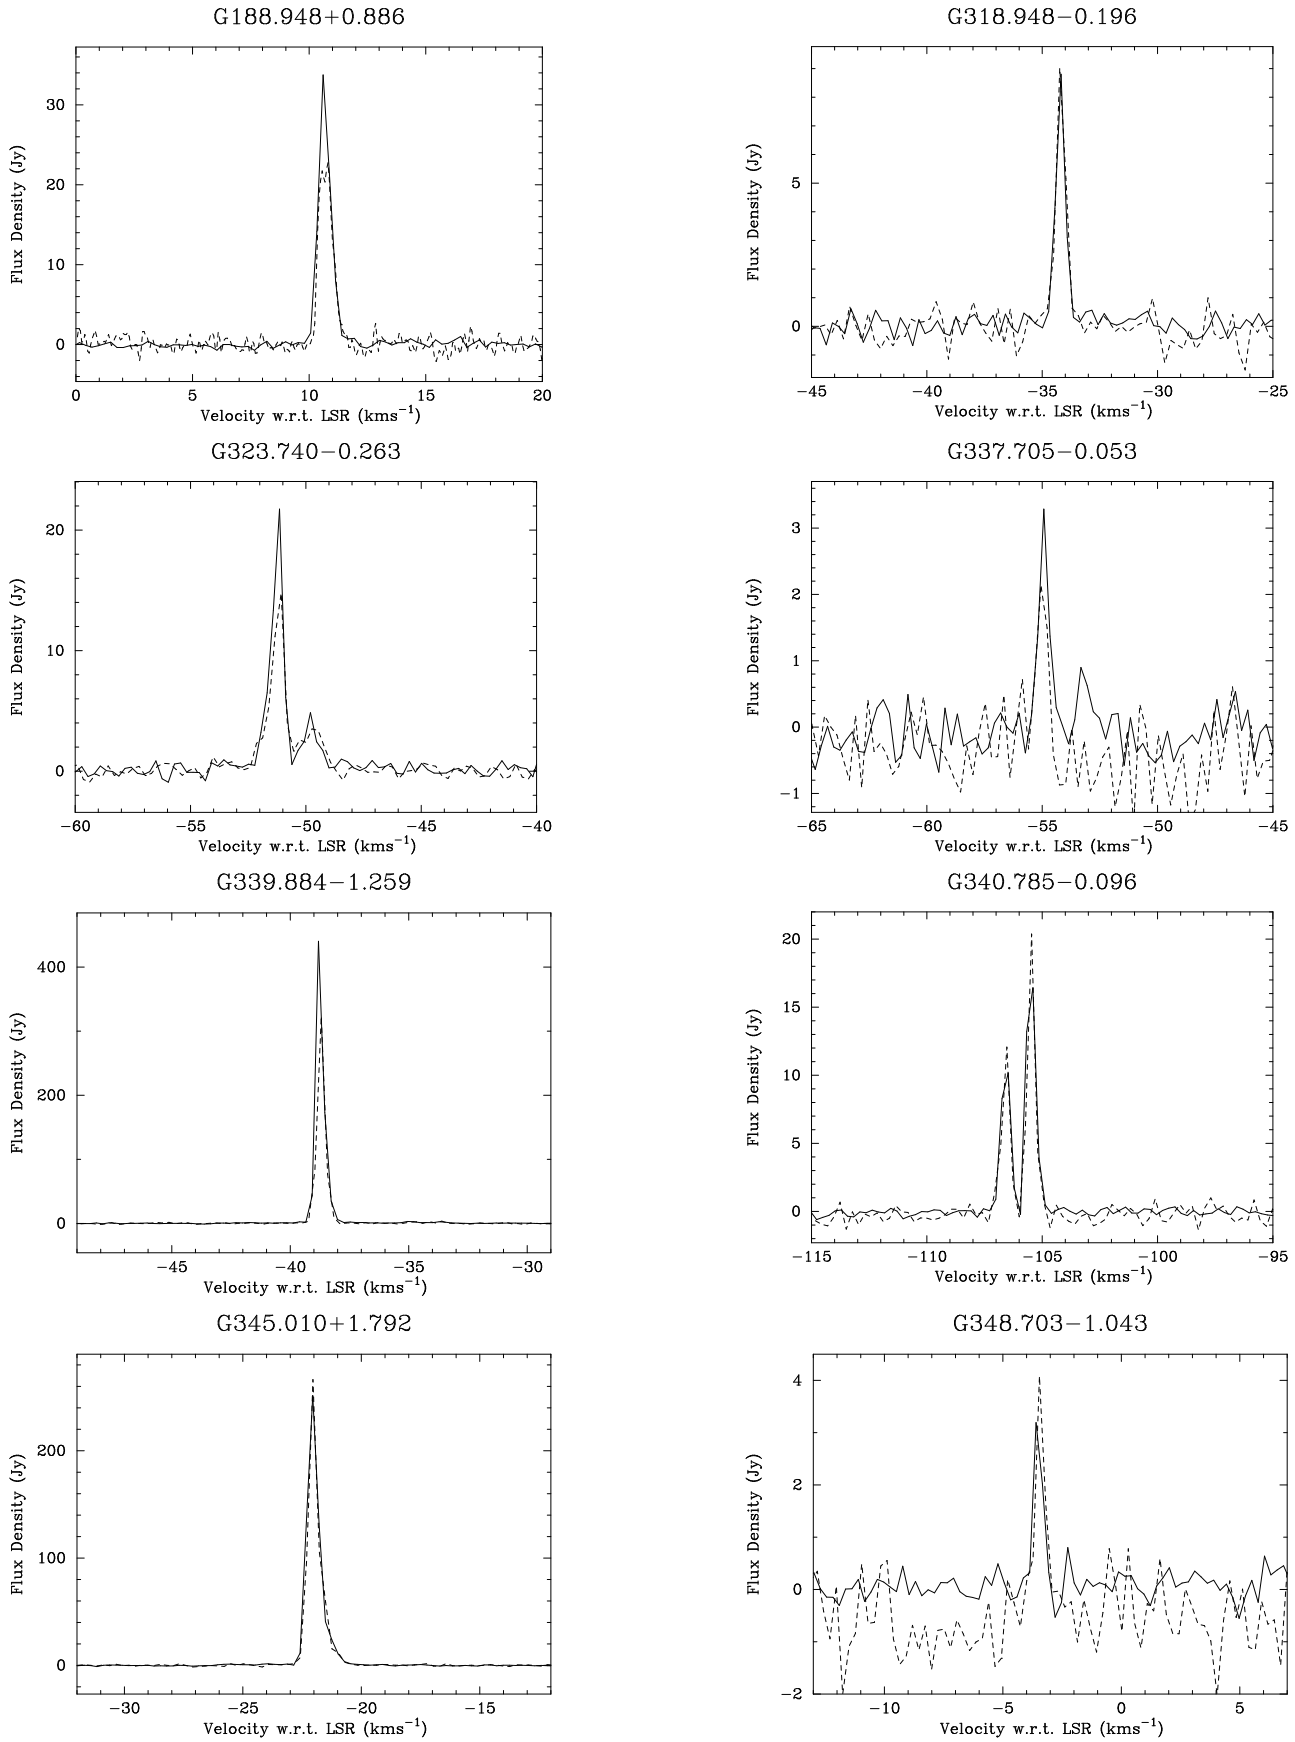 G188.948+0.886
Flux Density (Jy)
30
20
10
0
0 5 10 15 20
Velocity w.r.t. LSR (kms⁻¹)
G318.948−0.196
Flux Density (Jy)
5
0
−45 −40 −35 −30 −25
Velocity w.r.t. LSR (kms⁻¹)
G323.740−0.263
Flux Density (Jy)
20
10
0
−60 −55 −50 −45 −40
Velocity w.r.t. LSR (kms⁻¹)
G337.705−0.053
Flux Density (Jy)
3
2
1
0
−1
−65 −60 −55 −50 −45
Velocity w.r.t. LSR (kms⁻¹)
G339.884−1.259
Flux Density (Jy)
400
200
0
−45 −40 −35 −30
Velocity w.r.t. LSR (kms⁻¹)
G340.785−0.096
Flux Density (Jy)
20
15
10
5
0
−115 −110 −105 −100 −95
Velocity w.r.t. LSR (kms⁻¹)
G345.010+1.792
Flux Density (Jy)
200
100
0
−30 −25 −20 −15
Velocity w.r.t. LSR (kms⁻¹)
G348.703−1.043
Flux Density (Jy)
4
2
0
−2
−10 −5 0 5
Velocity w.r.t. LSR (kms⁻¹)